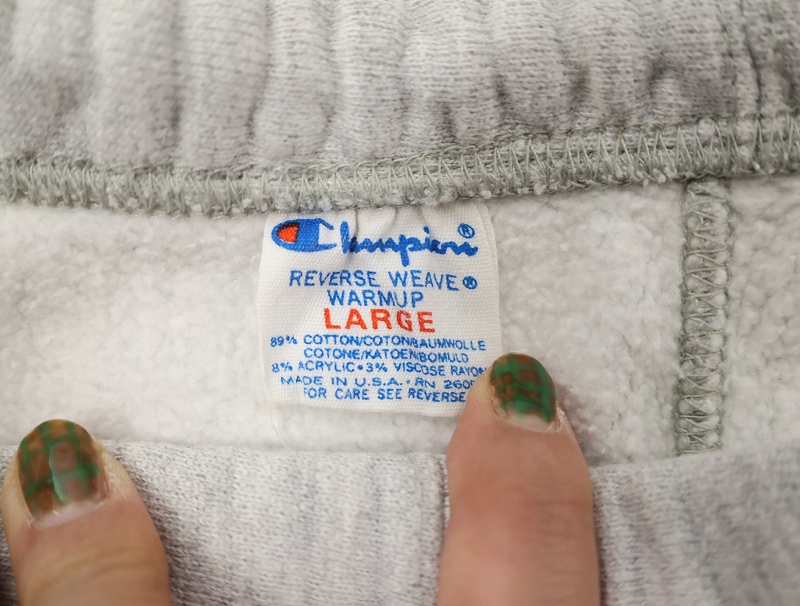 Champion®
REVERSE WEAVE®
WARMUP
LARGE
89% COTTON/COTON/BAUMWOLLE
COTONE/KATOEN/BOMULD
8% ACRYLIC•3% VISCOSE RAYON
MADE IN U.S.A.•RN
FOR CARE SEE REVERSE